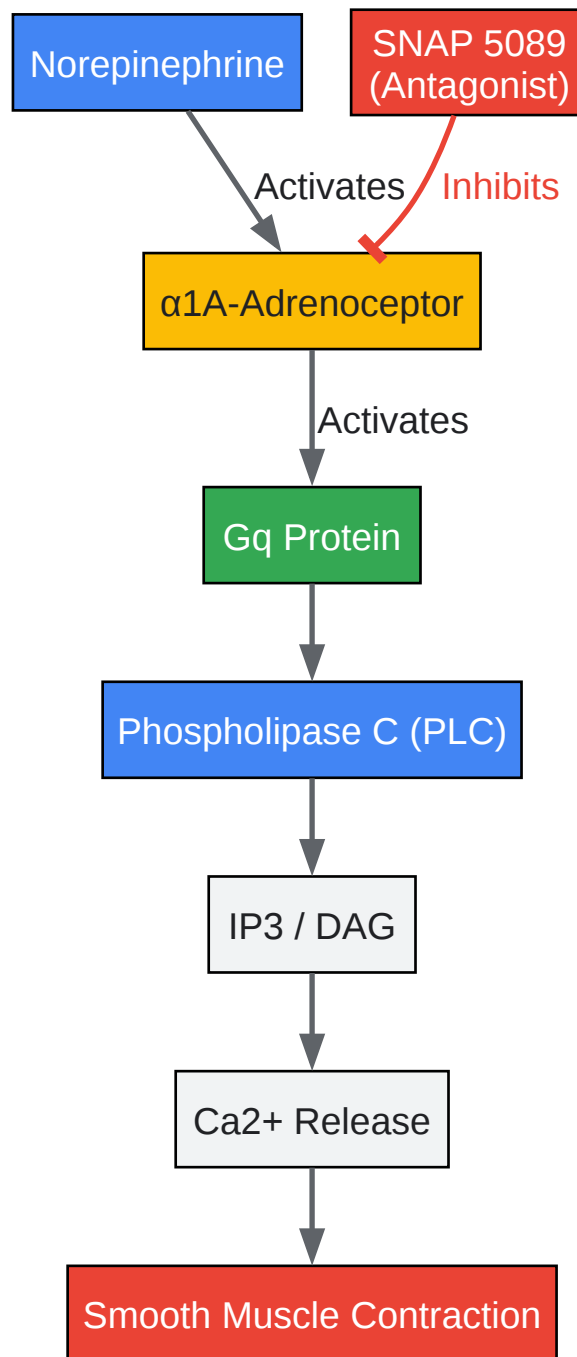 Norepinephrine
SNAP 5089
(Antagonist)
Activates
Inhibits
α1A-Adrenoceptor
Activates
Gq Protein
Phospholipase C (PLC)
IP3 / DAG
Ca2+ Release
Smooth Muscle Contraction